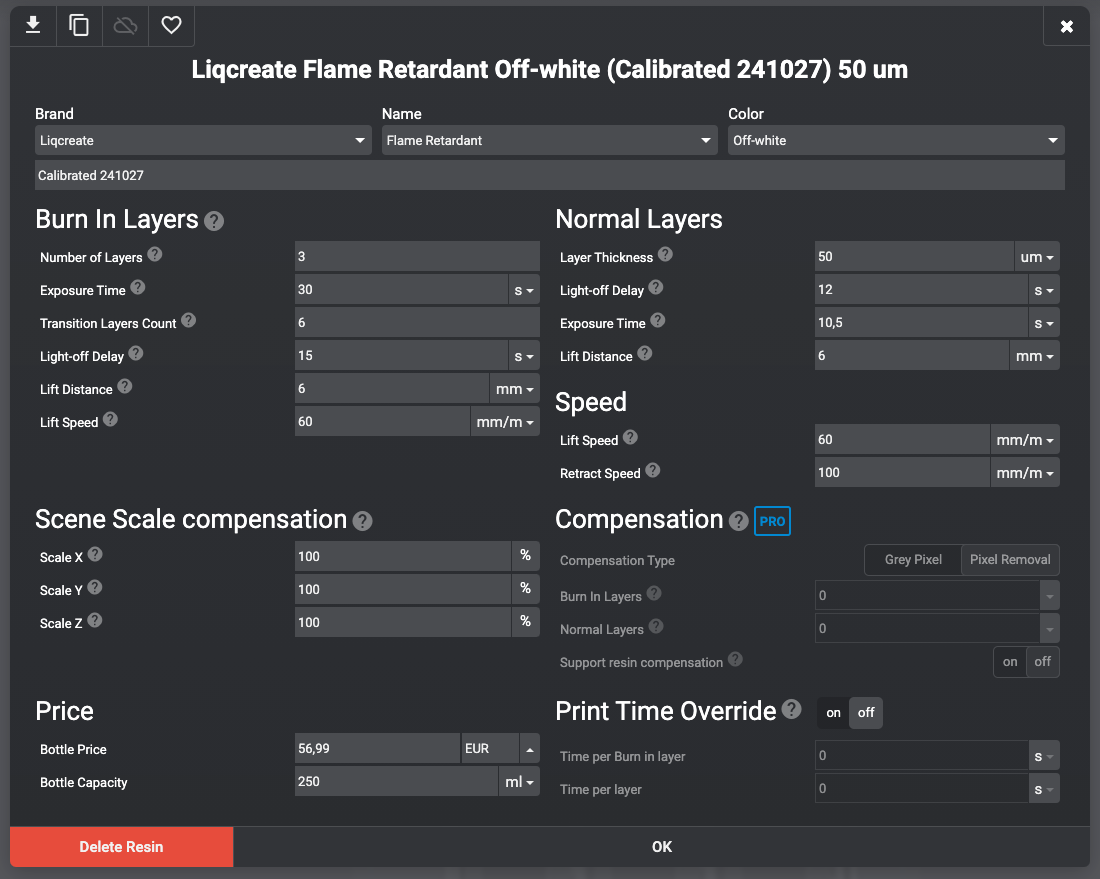 Liqcreate Flame Retardant Off-white (Calibrated 241027) 50 um
Brand Name Color
Liqcreate Flame Retardant Off-white
Calibrated 241027
Burn In Layers ?
Number of Layers ? 3
Exposure Time ? 30 s
Transition Layers Count ? 6
Light-off Delay ? 15 s
Lift Distance ? 6 mm
Lift Speed ? 60 mm/m
Normal Layers
Layer Thickness ? 50 um
Light-off Delay ? 12 s
Exposure Time ? 10,5 s
Lift Distance ? 6 mm
Speed
Lift Speed ? 60 mm/m
Retract Speed ? 100 mm/m
Scene Scale compensation ?
Scale X ? 100 %
Scale Y ? 100 %
Scale Z ? 100 %
Compensation ? PRO
Compensation Type Grey Pixel Pixel Removal
Burn In Layers ? 0
Normal Layers ? 0
Support resin compensation ? on off
Price
Bottle Price 56,99 EUR
Bottle Capacity 250 ml
Print Time Override ? on off
Time per Burn in layer 0 s
Time per layer 0 s
Delete Resin OK